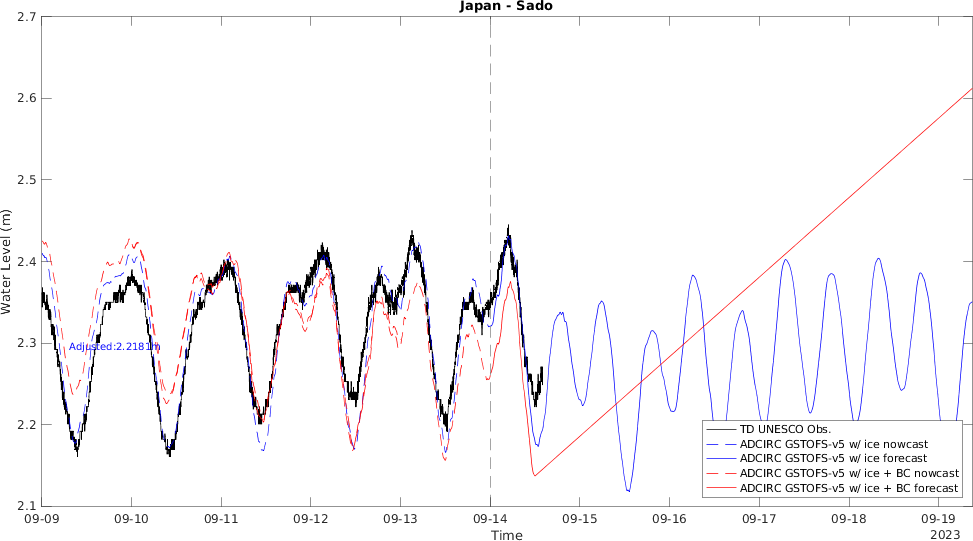 Japan - Sado
2.7
2.6
2.5
2.4
2.3
2.2
2.1
Water Level (m)
Adjusted:2.2181m
TD UNESCO Obs.
ADCIRC GSTOFS-v5 w/ ice nowcast
ADCIRC GSTOFS-v5 w/ ice forecast
ADCIRC GSTOFS-v5 w/ ice + BC nowcast
ADCIRC GSTOFS-v5 w/ ice + BC forecast
09-09 09-10 09-11 09-12 09-13 09-14 09-15 09-16 09-17 09-18 09-19
Time
2023